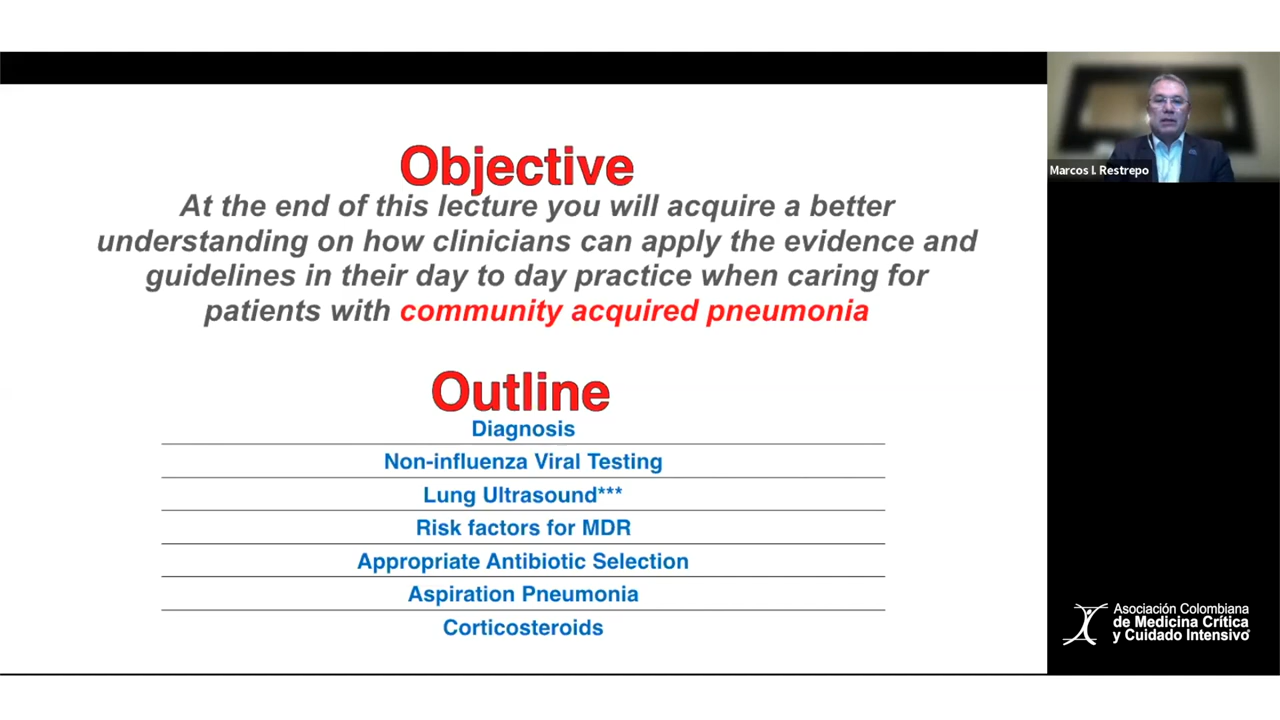 Objective
At the end of this lecture you will acquire a better
understanding on how clinicians can apply the evidence and
guidelines in their day to day practice when caring for
patients with community acquired pneumonia
Outline
Diagnosis
Non-influenza Viral Testing
Lung Ultrasound***
Risk factors for MDR
Appropriate Antibiotic Selection
Aspiration Pneumonia
Corticosteroids
Marcos I. Restrepo
Asociación Colombiana
de Medicina Crítica
y Cuidado Intensivo